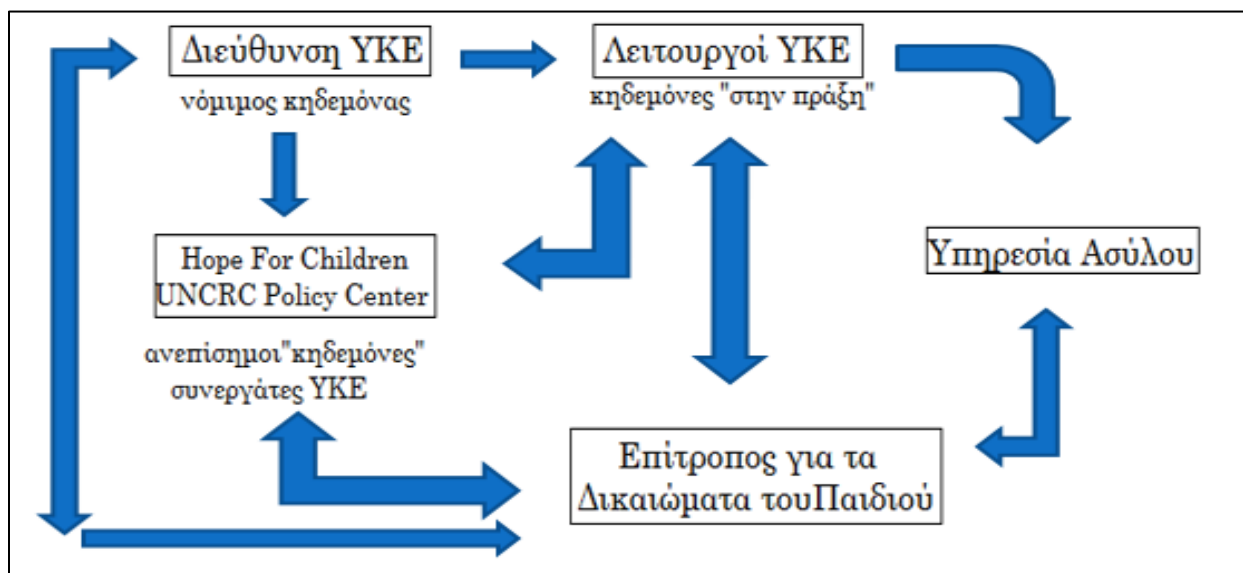 Διεύθυνση ΥΚΕ
νόμιμος κηδεμόνας
Λειτουργοί ΥΚΕ
κηδεμόνες "στην πράξη"
Hope For Children
UNCRC Policy Center
ανεπίσημοι"κηδεμόνες"
συνεργάτες ΥΚΕ
Υπηρεσία Ασύλου
Επίτροπος για τα
Δικαιώματα τουΠαιδιού